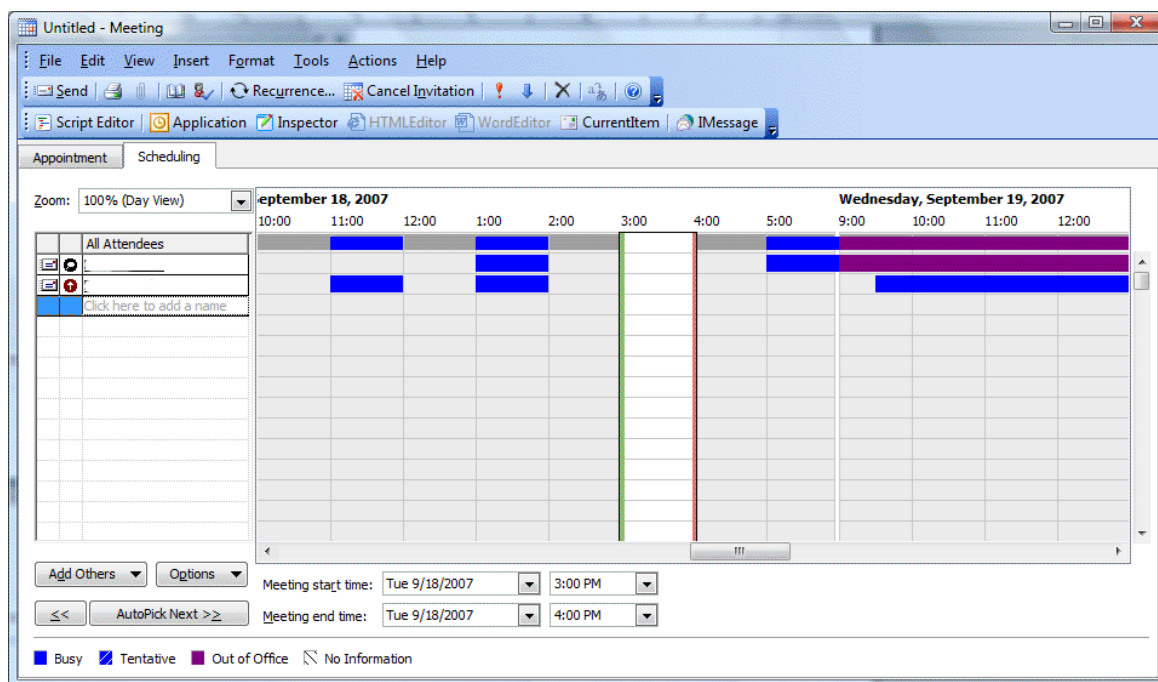 Untitled - Meeting
File Edit View Insert Format Tools Actions Help
Send Recurrence... Cancel Invitation
Script Editor Application Inspector HTMLEditor WordEditor CurrentItem IMessage
Appointment Scheduling
Zoom: 100% (Day View) eptember 18, 2007 Wednesday, September 19, 2007
10:00 11:00 12:00 1:00 2:00 3:00 4:00 5:00 9:00 10:00 11:00 12:00
All Attendees
Click here to add a name
Add Others Options Meeting start time: Tue 9/18/2007 3:00 PM
<< AutoPick Next >> Meeting end time: Tue 9/18/2007 4:00 PM
Busy Tentative Out of Office No Information